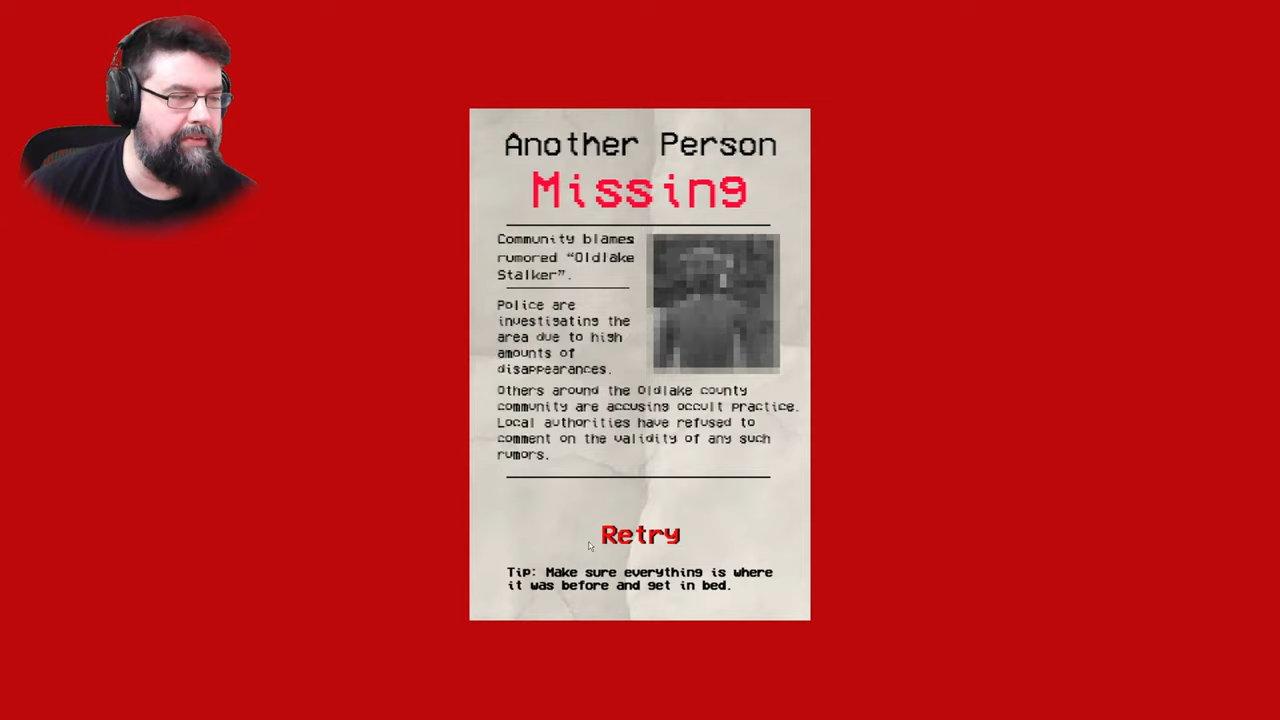 Another Person
Missing
Community blames
rumored “Oldlake
Stalker”.
Police are
investigating the
area due to high
amounts of
disappearances.
Others around the Oldlake county
community are accusing occult practice.
Local authorities have refused to
comment on the validity of any such
rumors.
Retry
Tip: Make sure everything is where
it was before and get in bed.